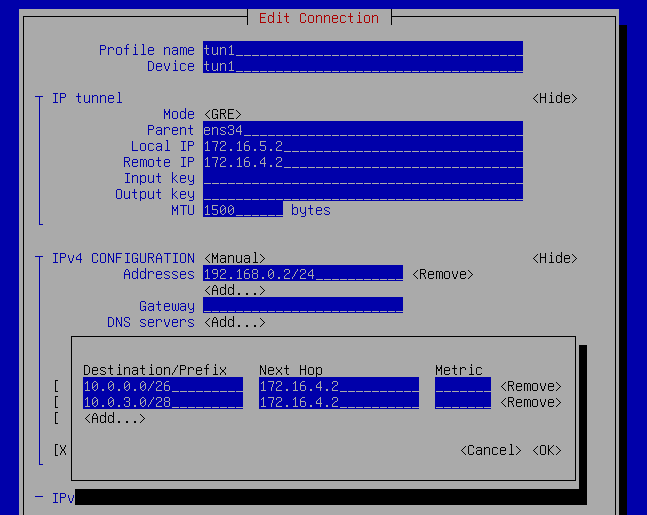 Edit Connection
Profile name tun1
Device tun1
IP tunnel <Hide>
Mode <GRE>
Parent ens34
Local IP 172.16.5.2
Remote IP 172.16.4.2
Input key
Output key
MTU 1500 bytes
IPv4 CONFIGURATION <Manual> <Hide>
Addresses 192.168.0.2/24 <Remove>
<Add...>
Gateway
DNS servers <Add...>
Destination/Prefix Next Hop Metric
[ 10.0.0.0/26 172.16.4.2 <Remove>
[ 10.0.3.0/28 172.16.4.2 <Remove>
[ <Add...>
[X <Cancel> <OK>
IPv